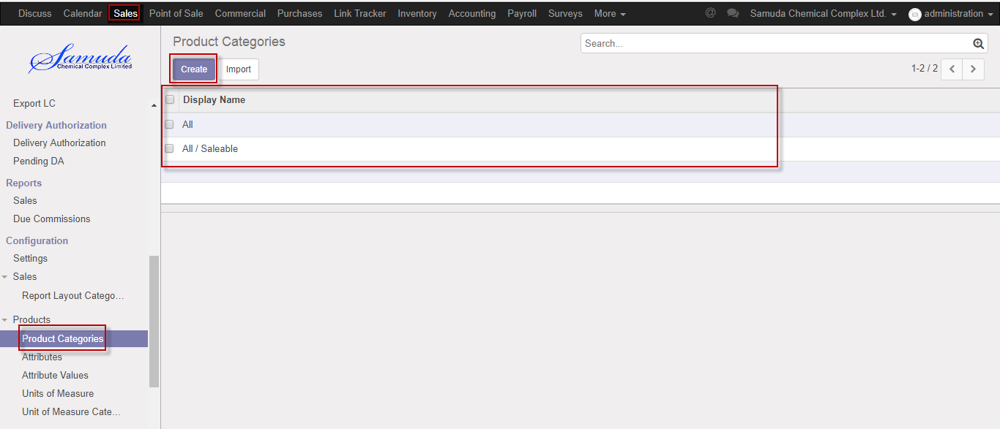 Discuss Calendar Sales Point of Sale Commercial Purchases Link Tracker Inventory Accounting Payroll Surveys More @ Samuda Chemical Complex Ltd. administration
Samuda
Chemical Complex Limited
Export LC
Delivery Authorization
Delivery Authorization
Pending DA
Reports
Sales
Due Commissions
Configuration
Settings
Sales
Report Layout Catego...
Products
Product Categories
Attributes
Attribute Values
Units of Measure
Unit of Measure Cate...
Product Categories
Search...
Create Import
1-2 / 2
Display Name
All
All / Saleable